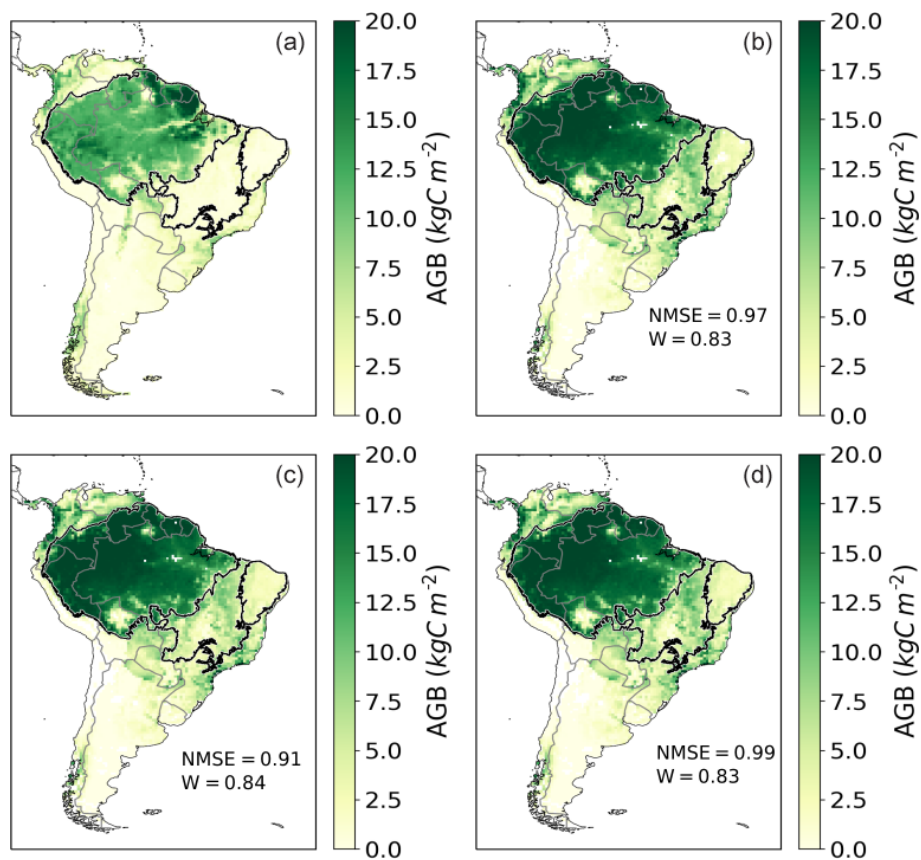 (a)
20.0
17.5
15.0
12.5
10.0
7.5
5.0
2.5
0.0
AGB (kgC m⁻²)
(b)
NMSE = 0.97
W = 0.83
20.0
17.5
15.0
12.5
10.0
7.5
5.0
2.5
0.0
AGB (kgC m⁻²)
(c)
NMSE = 0.91
W = 0.84
20.0
17.5
15.0
12.5
10.0
7.5
5.0
2.5
0.0
AGB (kgC m⁻²)
(d)
NMSE = 0.99
W = 0.83
20.0
17.5
15.0
12.5
10.0
7.5
5.0
2.5
0.0
AGB (kgC m⁻²)